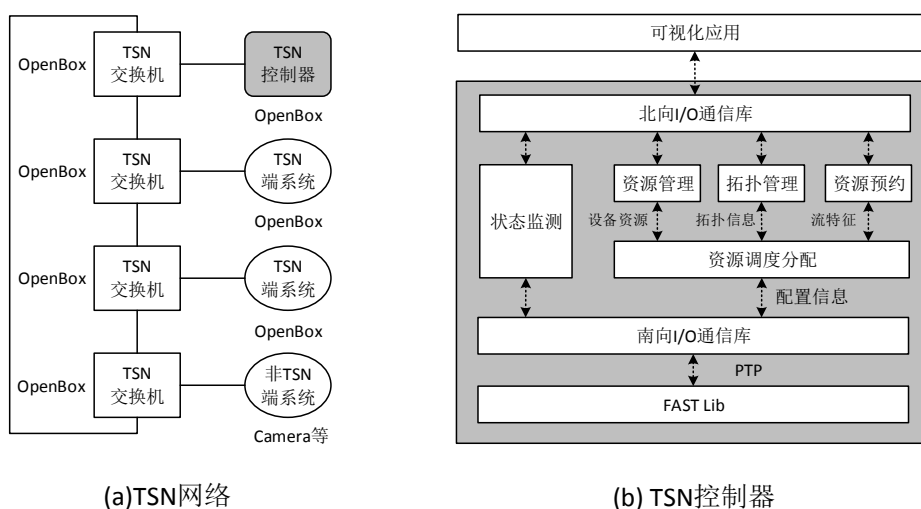 OpenBox
TSN
交换机
TSN
控制器
OpenBox
OpenBox
TSN
交换机
TSN
端系统
OpenBox
OpenBox
TSN
交换机
TSN
端系统
OpenBox
OpenBox
TSN
交换机
非TSN
端系统
Camera等
(a)TSN网络
可视化应用
北向I/O通信库
状态监测
资源管理
拓扑管理
资源预约
设备资源
拓扑信息
流特征
资源调度分配
配置信息
南向I/O通信库
PTP
FAST Lib
(b) TSN控制器